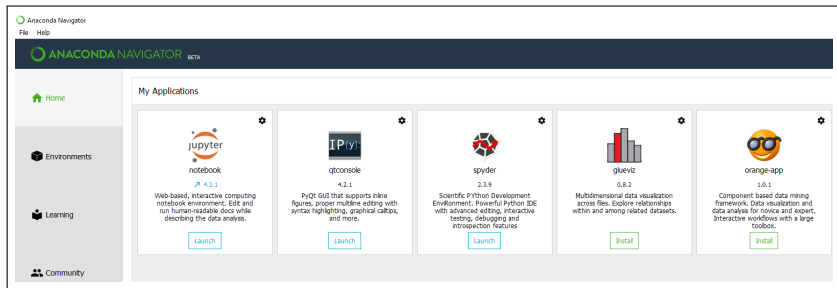 Anaconda Navigator
File Help
ANACONDA NAVIGATOR BETA
Home
Environments
Learning
Community
My Applications
jupyter
notebook
4.2.1
Web-based, interactive computing
notebook environment. Edit and
run human-readable docs while
describing the data analysis.
Launch
IP[y]:
qtconsole
4.2.1
PyQt GUI that supports inline
figures, proper multiline editing with
syntax highlighting, graphical calltips,
and more.
Launch
spyder
2.3.9
Scientific PYthon Development
EnviRonment. Powerful Python IDE
with advanced editing, interactive
testing, debugging and
introspection features
Launch
glueviz
0.8.2
Multidimensional data visualization
across files. Explore relationships
within and among related datasets.
Install
orange-app
1.0.1
Component based data mining
framework. Data visualization and
data analysis for novice and expert.
Interactive workflows with a large
toolbox.
Install